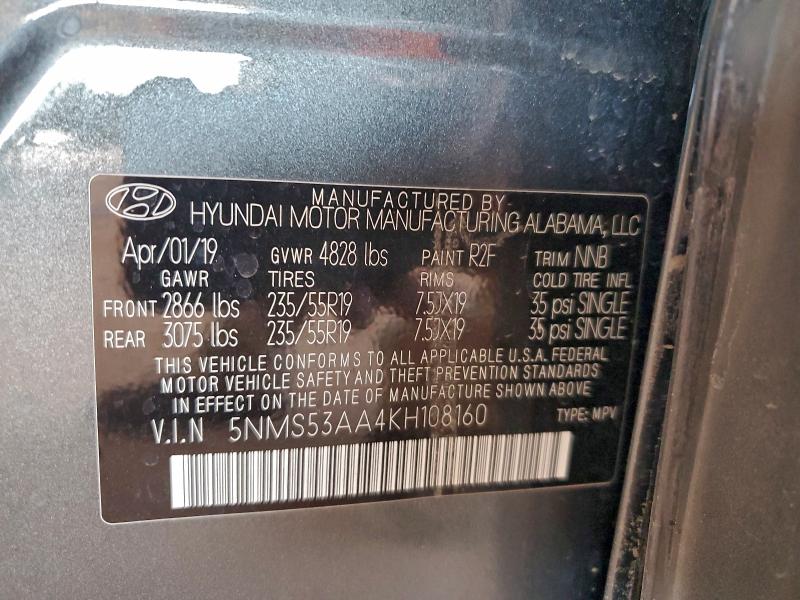 MANUFACTURED BY
HYUNDAI MOTOR MANUFACTURING ALABAMA, LLC
Apr/01/19 GVWR 4828 lbs PAINT R2F TRIM NNB
GAWR TIRES RIMS COLD TIRE INFL
FRONT 2866 lbs 235/55R19 7.5JX19 35 psi SINGLE
REAR 3075 lbs 235/55R19 7.5JX19 35 psi SINGLE
THIS VEHICLE CONFORMS TO ALL APPLICABLE U.S.A. FEDERAL
MOTOR VEHICLE SAFETY AND THEFT PREVENTION STANDARDS
IN EFFECT ON THE DATE OF MANUFACTURE SHOWN ABOVE
V.I.N 5NMS53AA4KH108160 TYPE: MPV